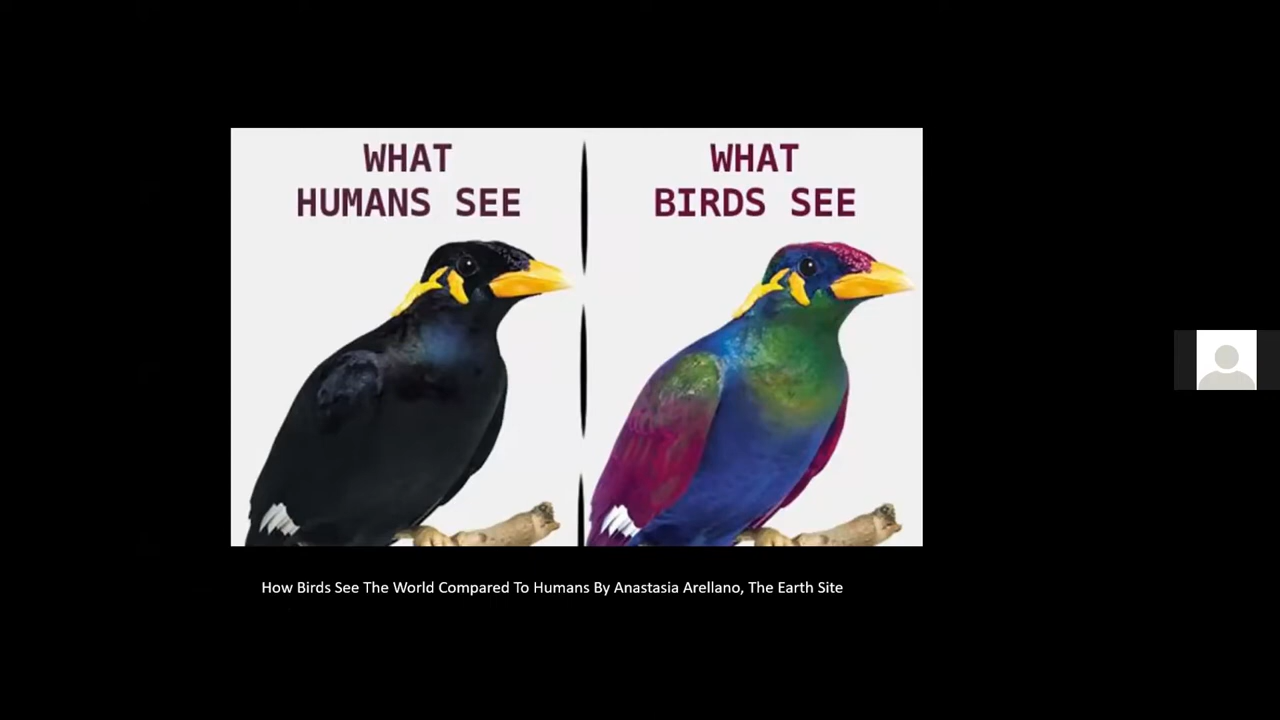 WHAT
HUMANS SEE
WHAT
BIRDS SEE
How Birds See The World Compared To Humans By Anastasia Arellano, The Earth Site